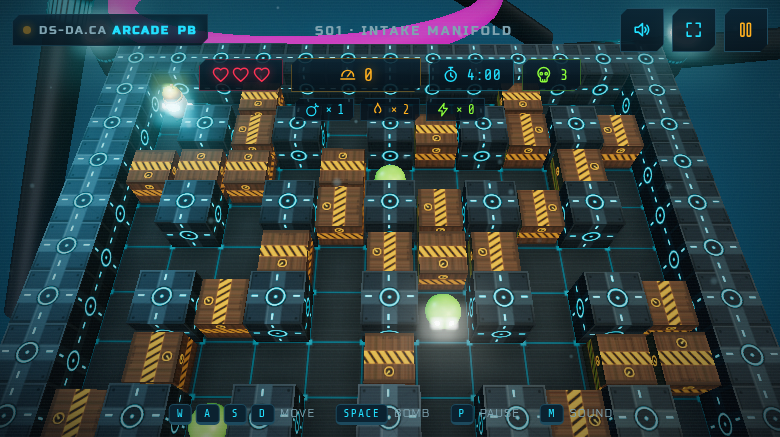 DS-DA.CA ARCADE PB
S01 · INTAKE MANIFOLD
0
4:00
3
× 1
× 2
× 0
W A S D MOVE SPACE BOMB P PAUSE M SOUND